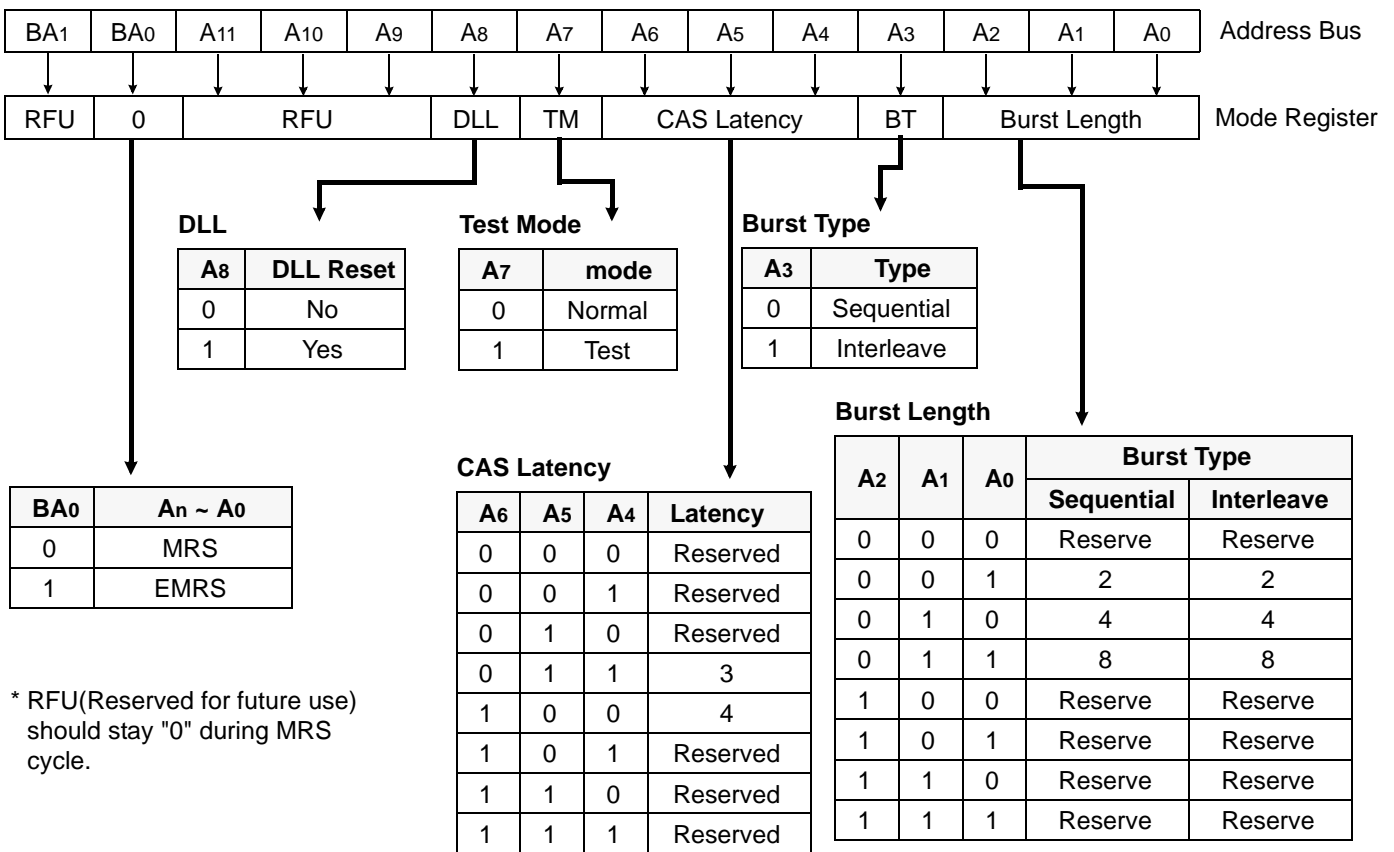 BA1 BA0 A11 A10 A9 A8 A7 A6 A5 A4 A3 A2 A1 A0 Address Bus
RFU 0 RFU DLL TM CAS Latency BT Burst Length Mode Register
DLL
A8 DLL Reset
0 No
1 Yes
Test Mode
A7 mode
0 Normal
1 Test
Burst Type
A3 Type
0 Sequential
1 Interleave
BA0 An ~ A0
0 MRS
1 EMRS
* RFU(Reserved for future use)
should stay "0" during MRS
cycle.
CAS Latency
A6 A5 A4 Latency
0 0 0 Reserved
0 0 1 Reserved
0 1 0 Reserved
0 1 1 3
1 0 0 4
1 0 1 Reserved
1 1 0 Reserved
1 1 1 Reserved
Burst Length
A2 A1 A0 Burst Type
Sequential Interleave
0 0 0 Reserve Reserve
0 0 1 2 2
0 1 0 4 4
0 1 1 8 8
1 0 0 Reserve Reserve
1 0 1 Reserve Reserve
1 1 0 Reserve Reserve
1 1 1 Reserve Reserve